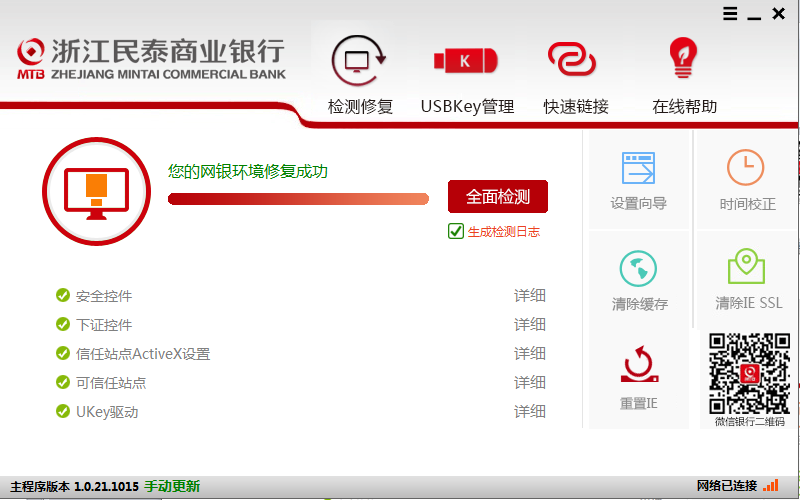 浙江民泰商业银行
MTB ZHEJIANG MINTAI COMMERCIAL BANK
检测修复
K
USBKey管理
快速链接
在线帮助
您的网银环境修复成功
全面检测
生成检测日志
安全控件 详细
下证控件 详细
信任站点ActiveX设置 详细
可信任站点 详细
UKey驱动 详细
设置向导
时间校正
清除缓存
清除IE SSL
重置IE
MTB
微信银行二维码
主程序版本 1.0.21.1015 手动更新
网络已连接